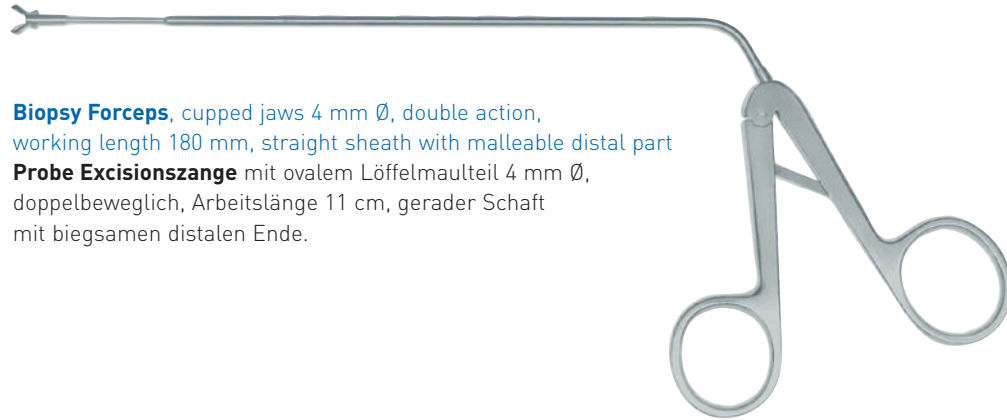 Biopsy Forceps, cupped jaws 4 mm Ø, double action,
working length 180 mm, straight sheath with malleable distal part
Probe Excisionszange mit ovalem Löffelmaulteil 4 mm Ø,
doppelbeweglich, Arbeitslänge 11 cm, gerader Schaft
mit biegsamen distalen Ende.